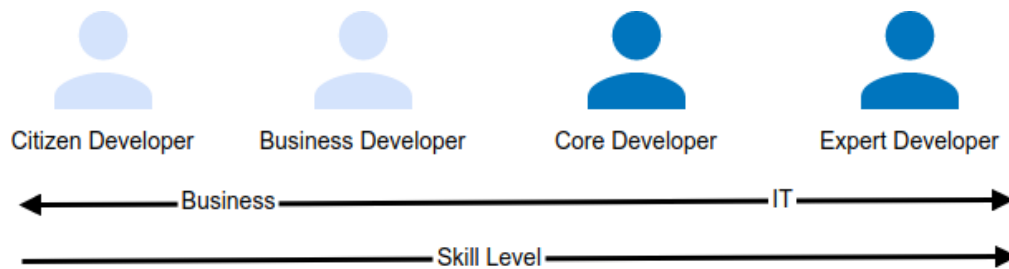 Citizen Developer Business Developer Core Developer Expert Developer
Business IT
Skill Level